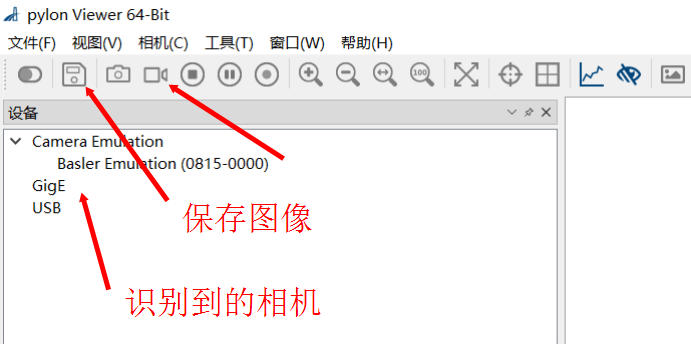 pylon Viewer 64-Bit
文件(F) 视图(V) 相机(C) 工具(T) 窗口(W) 帮助(H)
100
设备
Camera Emulation
Basler Emulation (0815-0000)
GigE
USB
保存图像
识别到的相机